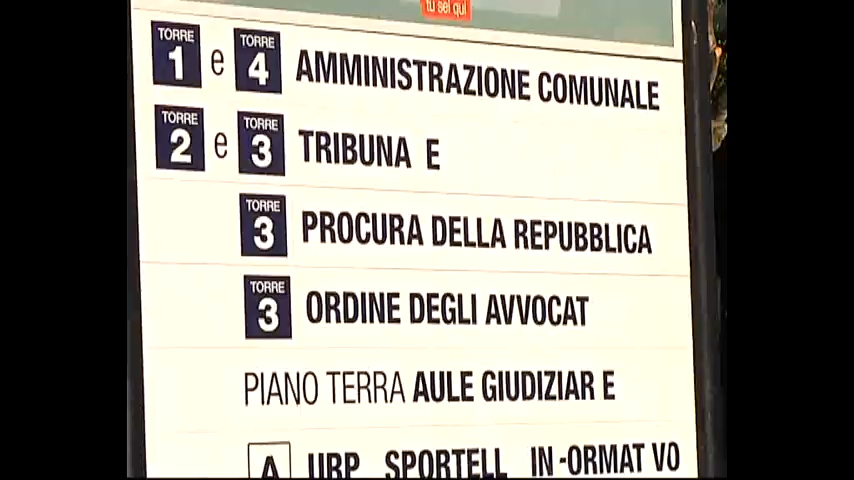 tu sei qui
TORRE 1 e TORRE 4 AMMINISTRAZIONE COMUNALE
TORRE 2 e TORRE 3 TRIBUNA E
TORRE 3 PROCURA DELLA REPUBBLICA
TORRE 3 ORDINE DEGLI AVVOCAT
PIANO TERRA AULE GIUDIZIAR E
A URP SPORTELL IN-ORMAT VO